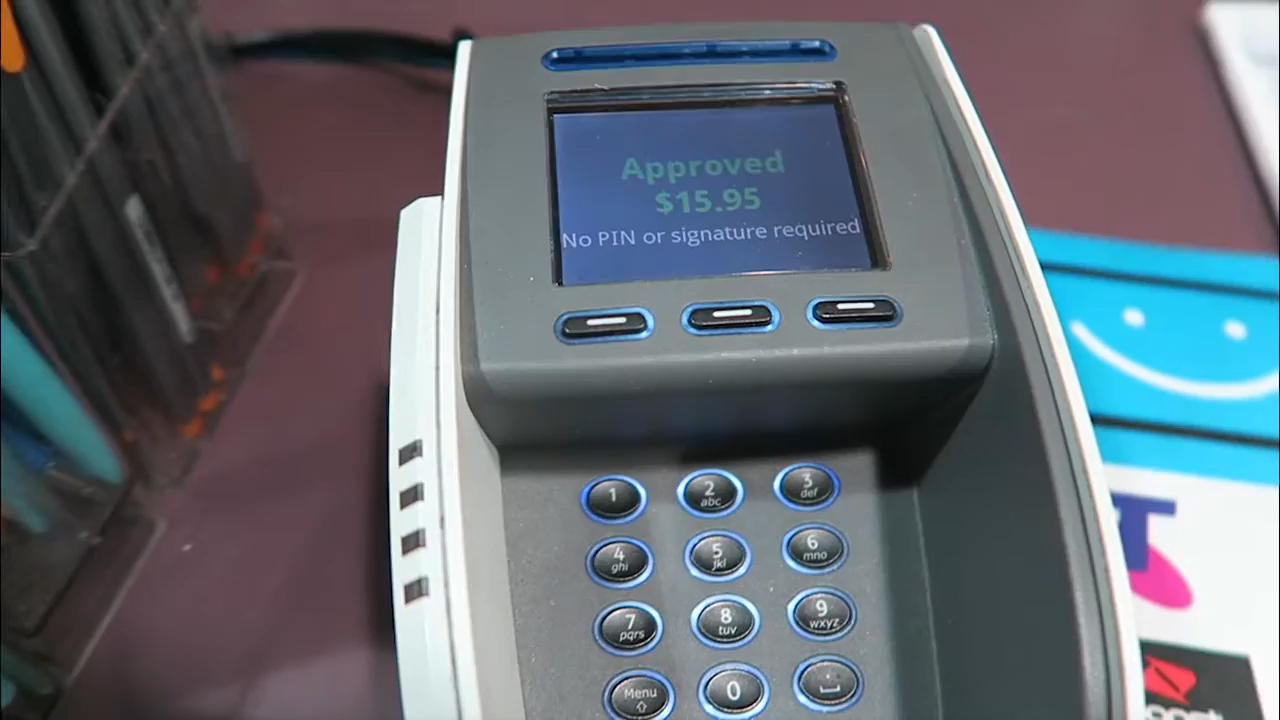 Approved
$15.95
No PIN or signature required
1
2
abc
3
def
4
ghi
5
jkl
6
mno
7
pqrs
8
tuv
9
wxyz
Menu
0
T